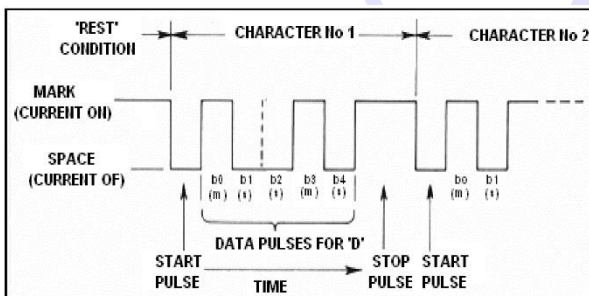 'REST' CONDITION
CHARACTER No 1
CHARACTER No 2
MARK
(CURRENT ON)
SPACE
(CURRENT OF)
b0 b1 b2 b3 b4 b0 b1
(m) (s) (s) (m) (s) (m) (s)
DATA PULSES FOR 'D'
START PULSE
TIME
STOP PULSE
START PULSE